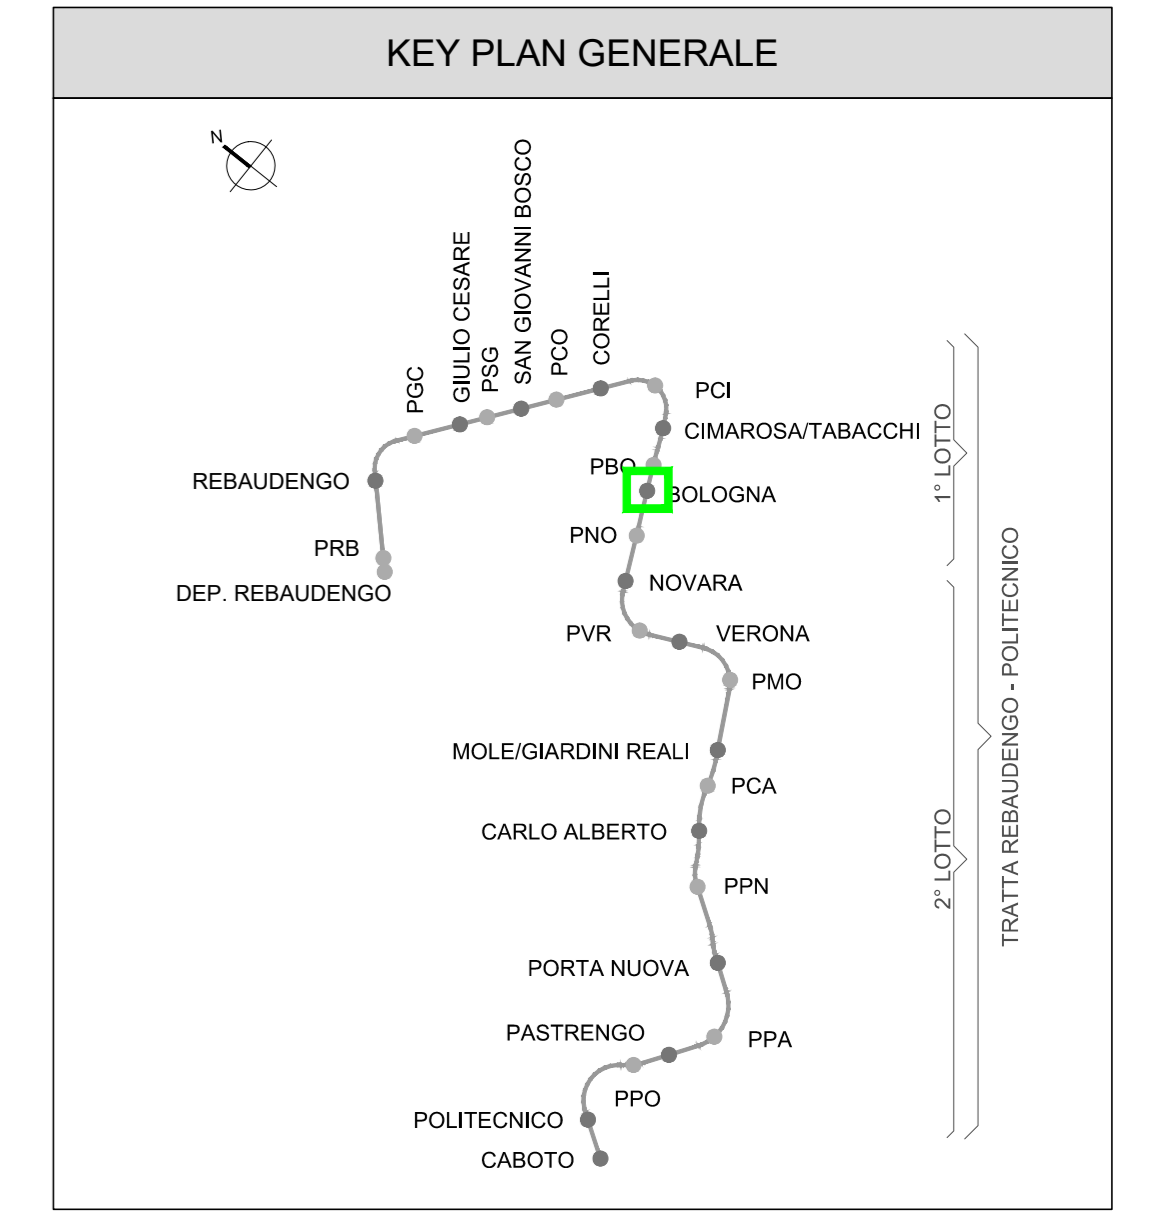 KEY PLAN GENERALE
N
PGC
GIULIO CESARE
PSG
SAN GIOVANNI BOSCO
PCO
CORELLI
PCI
CIMAROSA/TABACCHI
PBO
BOLOGNA
REBAUDENGO
PNO
PRB
DEP. REBAUDENGO
NOVARA
PVR
VERONA
PMO
MOLE/GIARDINI REALI
PCA
CARLO ALBERTO
PPN
PORTA NUOVA
PASTRENGO
PPA
PPO
POLITECNICO
CABOTO
1° LOTTO
2° LOTTO
TRATTA REBAUDENGO - POLITECNICO